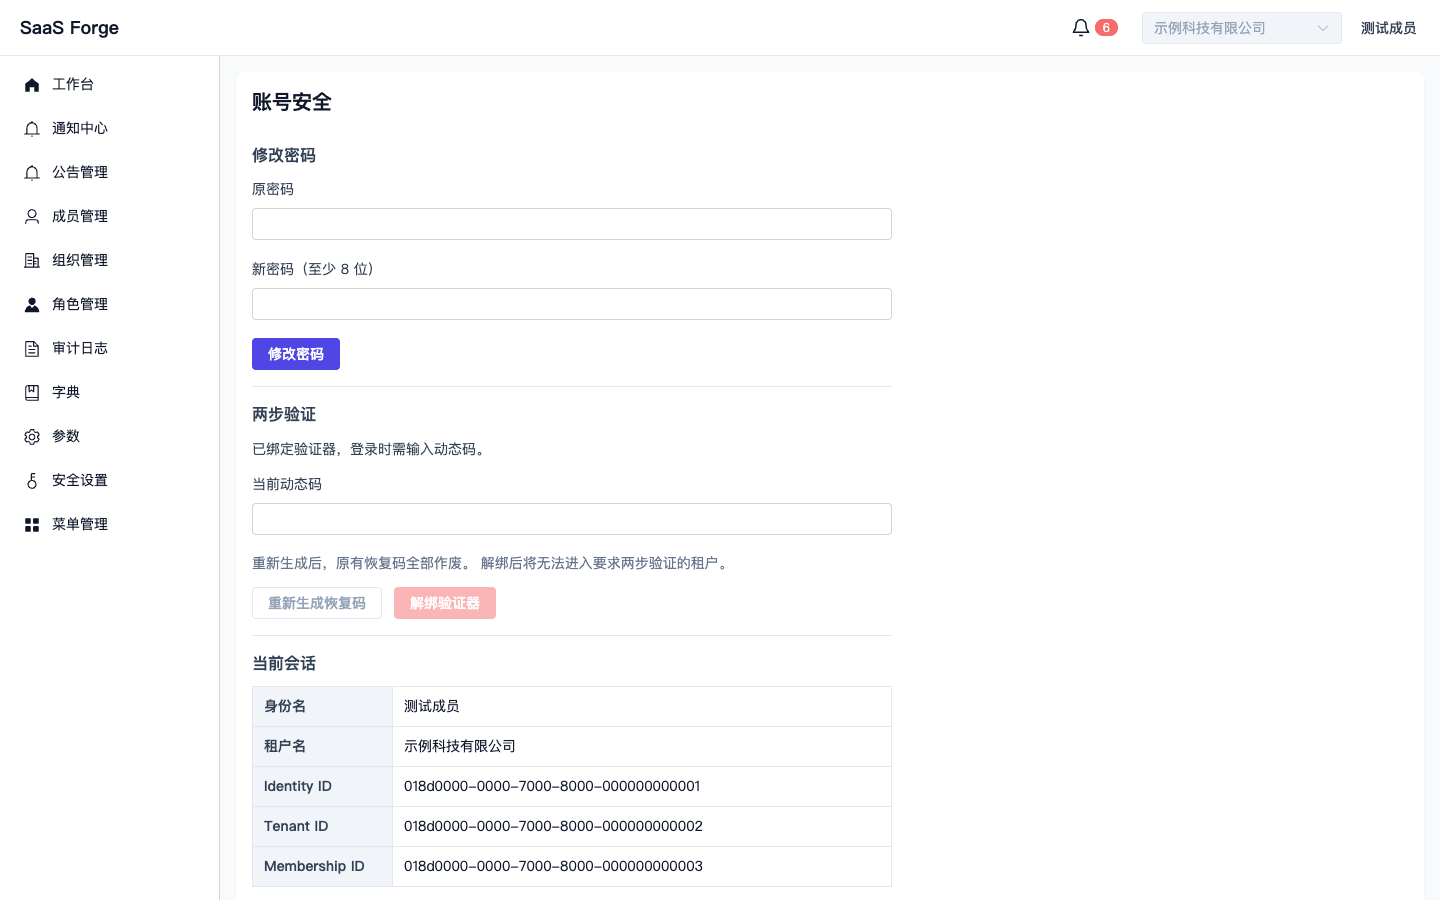 SaaS Forge
6
示例科技有限公司
测试成员
工作台
通知中心
公告管理
成员管理
组织管理
角色管理
审计日志
字典
参数
安全设置
菜单管理
账号安全
修改密码
原密码
新密码（至少 8 位）
修改密码
两步验证
已绑定验证器，登录时需输入动态码。
当前动态码
重新生成后，原有恢复码全部作废。 解绑后将无法进入要求两步验证的租户。
重新生成恢复码 解绑验证器
当前会话
身份名 测试成员
租户名 示例科技有限公司
Identity ID 018d0000-0000-7000-8000-000000000001
Tenant ID 018d0000-0000-7000-8000-000000000002
Membership ID 018d0000-0000-7000-8000-000000000003